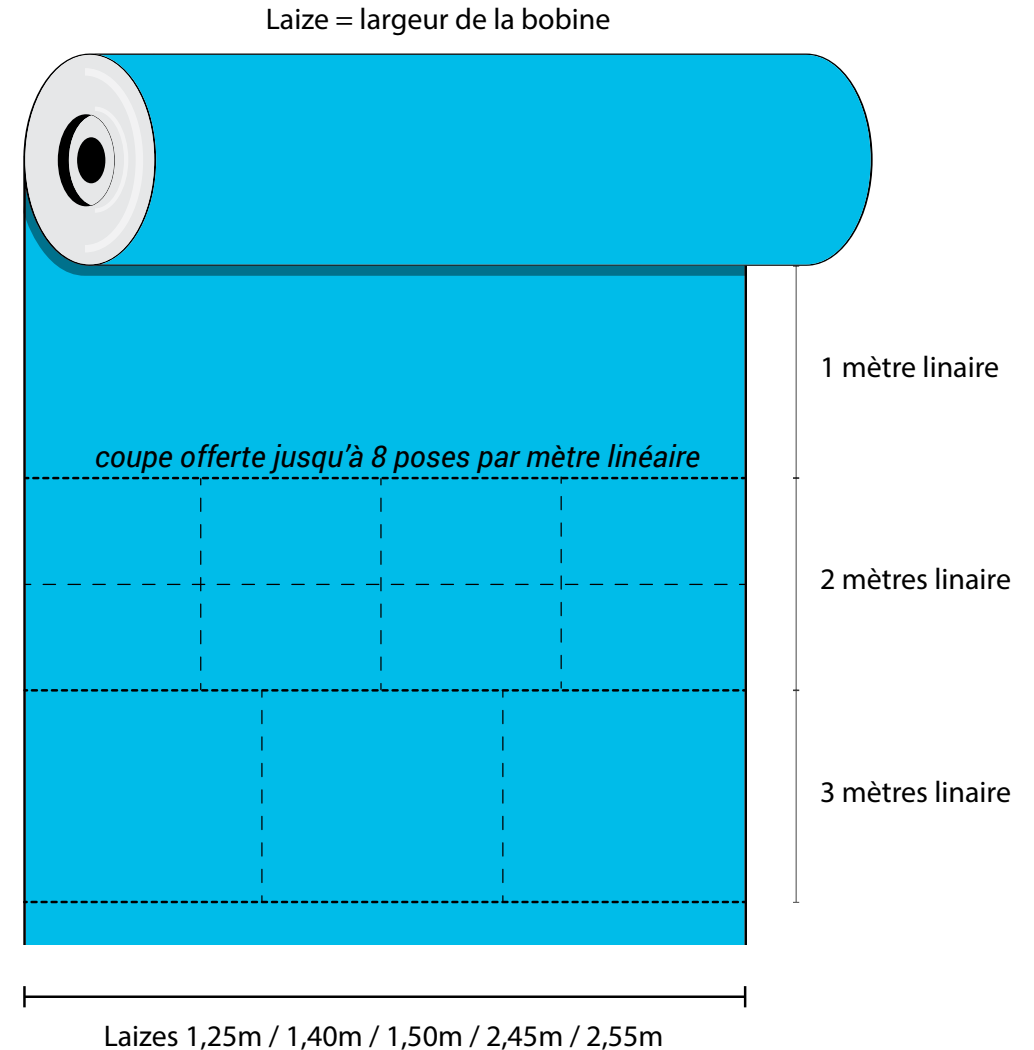 Laize = largeur de la bobine
1 mètre linaire
coupe offerte jusqu'à 8 poses par mètre linéaire
2 mètres linaire
3 mètres linaire
Laizes 1,25m / 1,40m / 1,50m / 2,45m / 2,55m